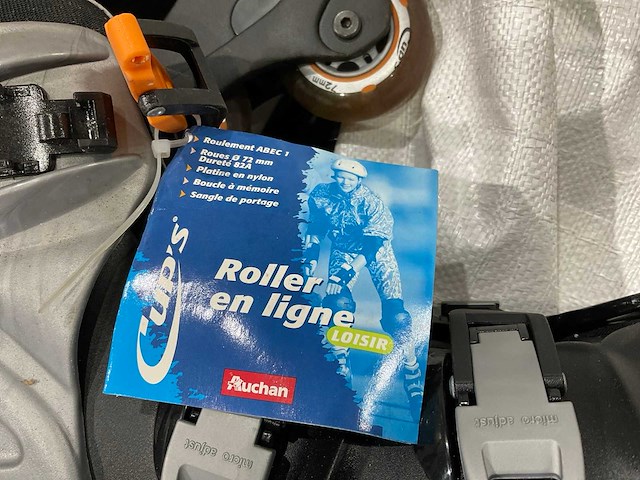 72mm
Roulement ABEC 1
Roues Ø 72 mm
Dureté 82A
Platine en nylon
Boucle à mémoire
Sangle de portage
Cup's
Roller
en ligne
LOISIR
Auchan
micro adjust
micro adjust